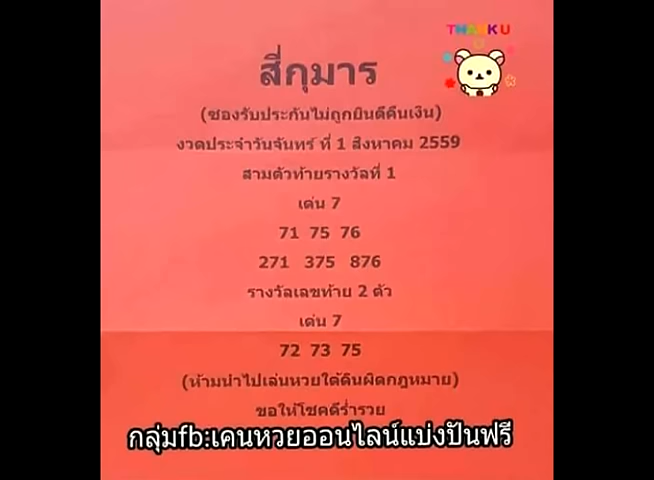 THANK U
สี่กุมาร
(ซองรับประกันไม่ถูกยินดีคืนเงิน)
งวดประจำวันจันทร์ ที่ 1 สิงหาคม 2559
สามตัวท้ายรางวัลที่ 1
เด่น 7
71 75 76
271 375 876
รางวัลเลขท้าย 2 ตัว
เด่น 7
72 73 75
(ห้ามนำไปเล่นหวยใต้ดินผิดกฎหมาย)
ขอให้โชคดีร่ำรวย
กลุ่มfb:เคนหวยออนไลน์แบ่งปันฟรี